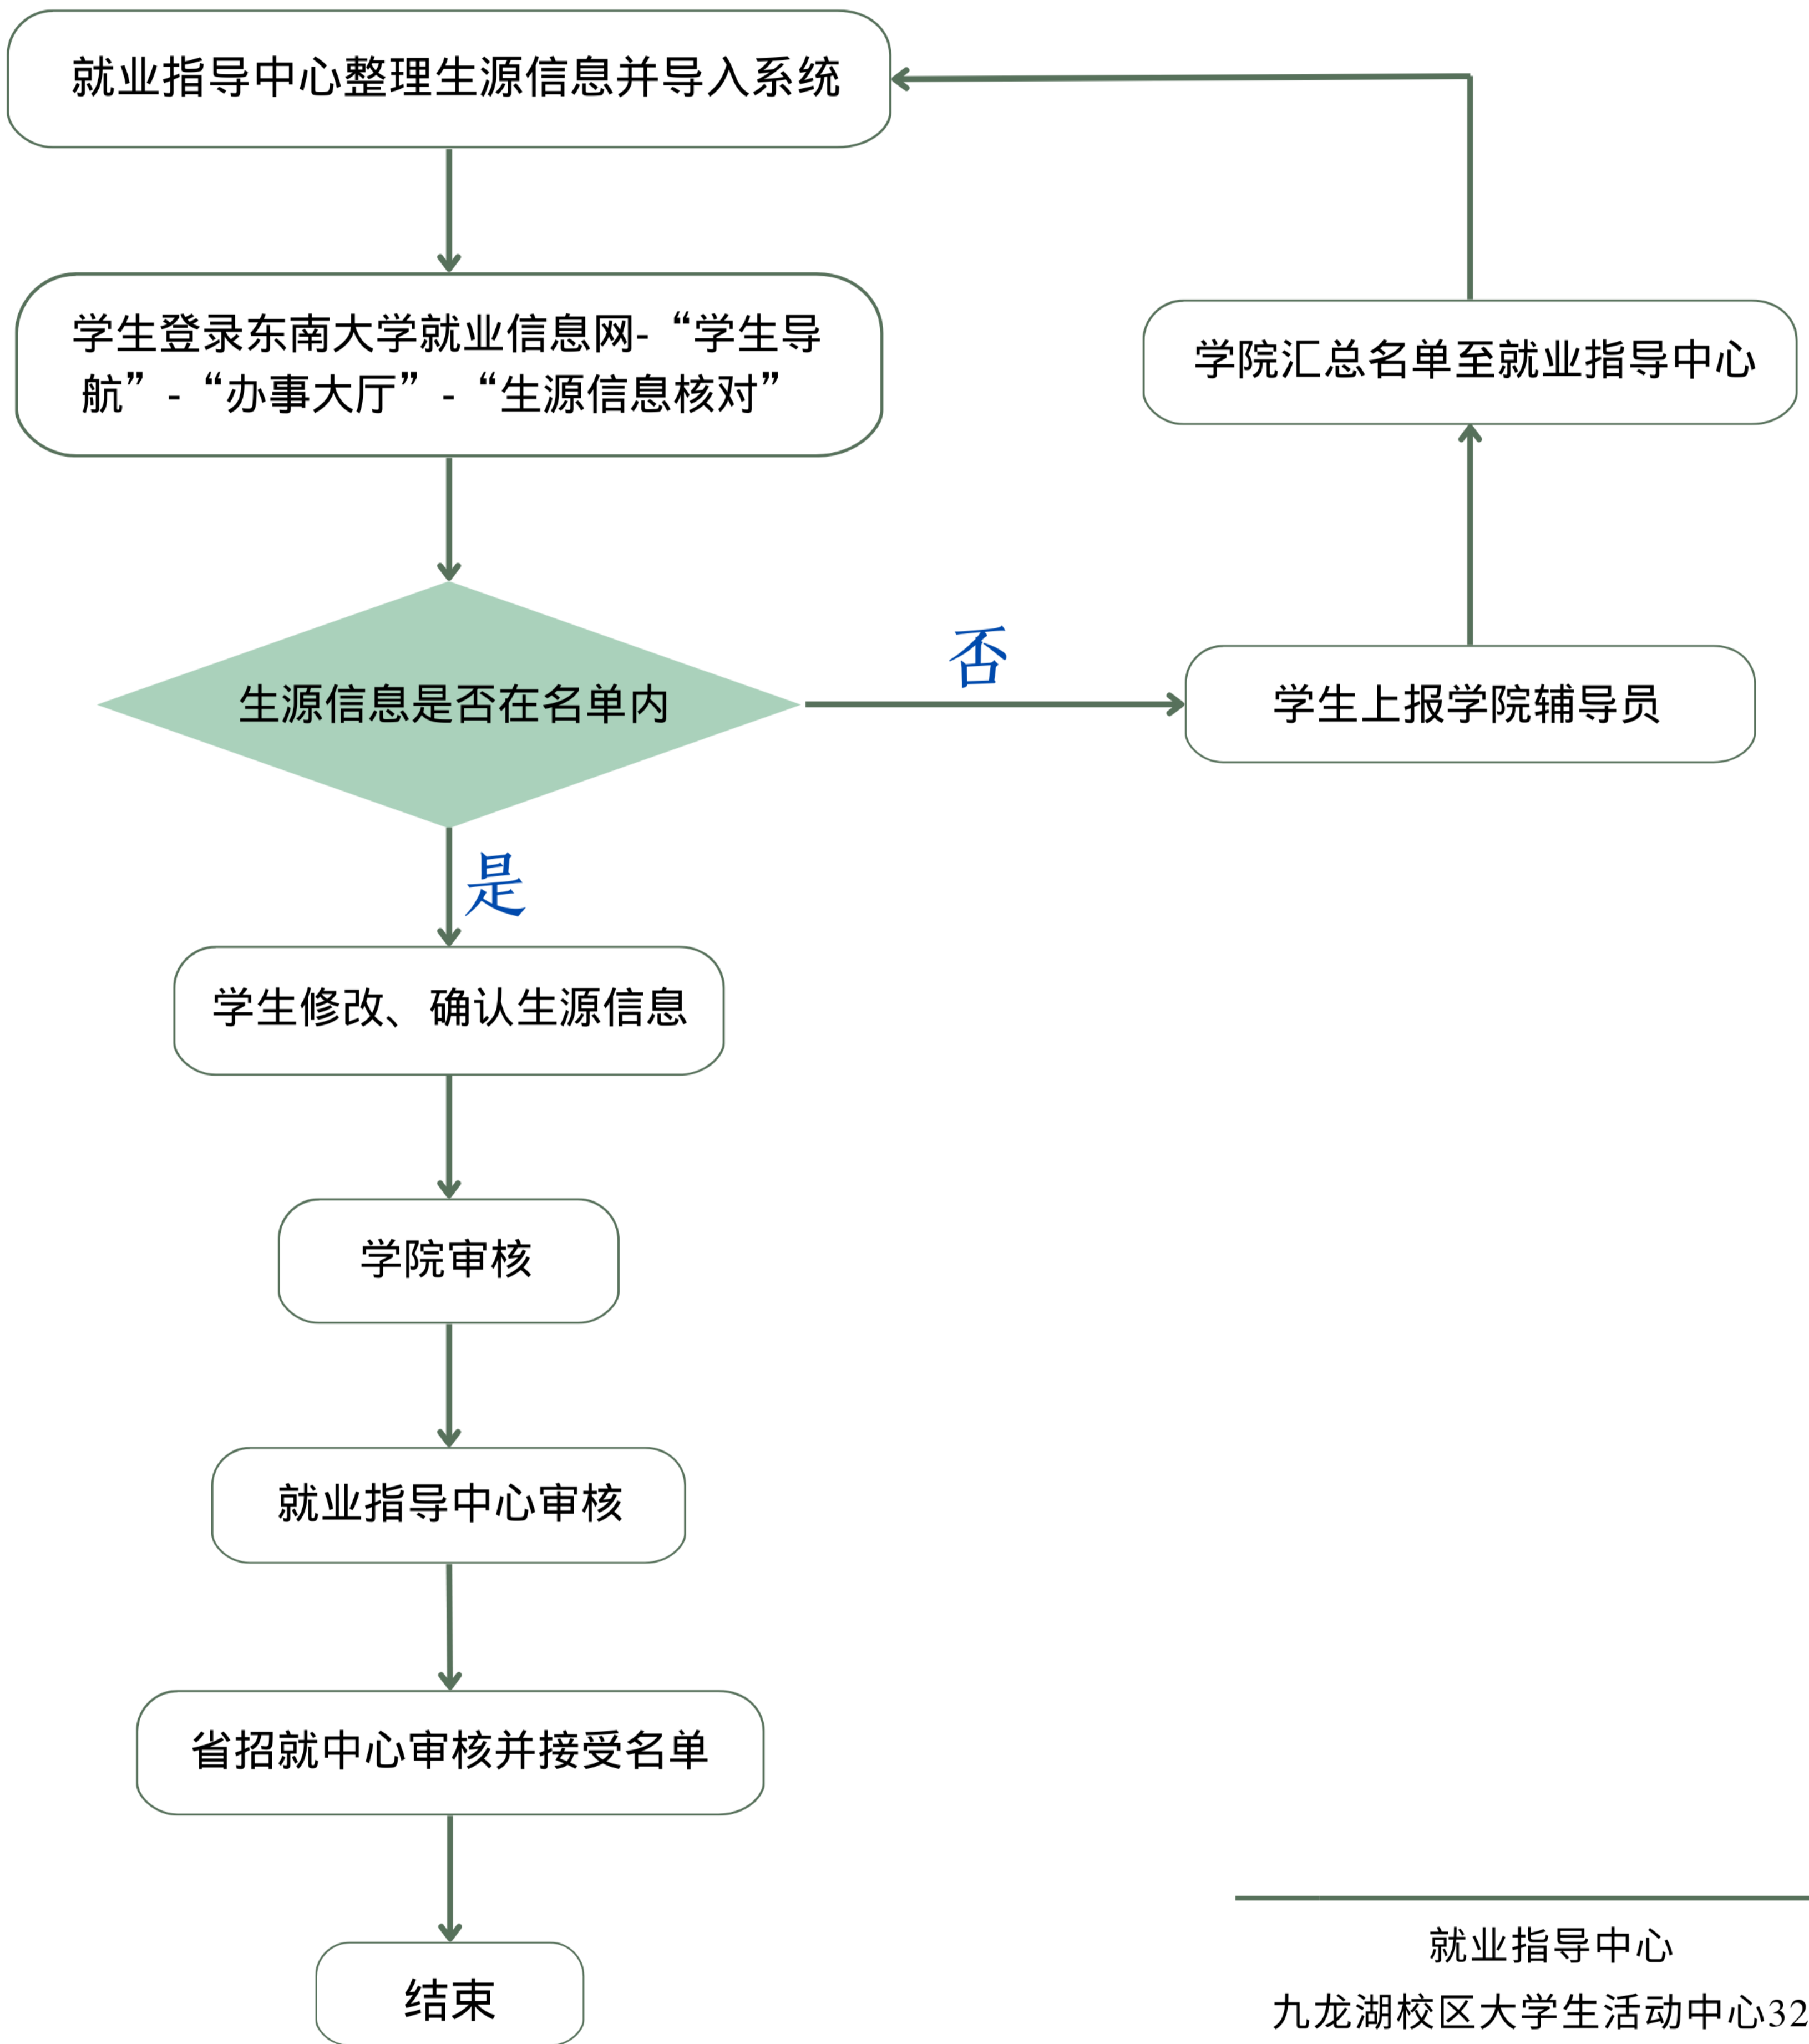 就业指导中心整理生源信息并导入系统
学生登录东南大学就业信息网-“学生导
航”-“办事大厅”-“生源信息核对”
学院汇总名单至就业指导中心
生源信息是否在名单内
否
学生上报学院辅导员
是
学生修改、确认生源信息
学院审核
就业指导中心审核
省招就中心审核并接受名单
结束
就业指导中心
九龙湖校区大学生活动中心32